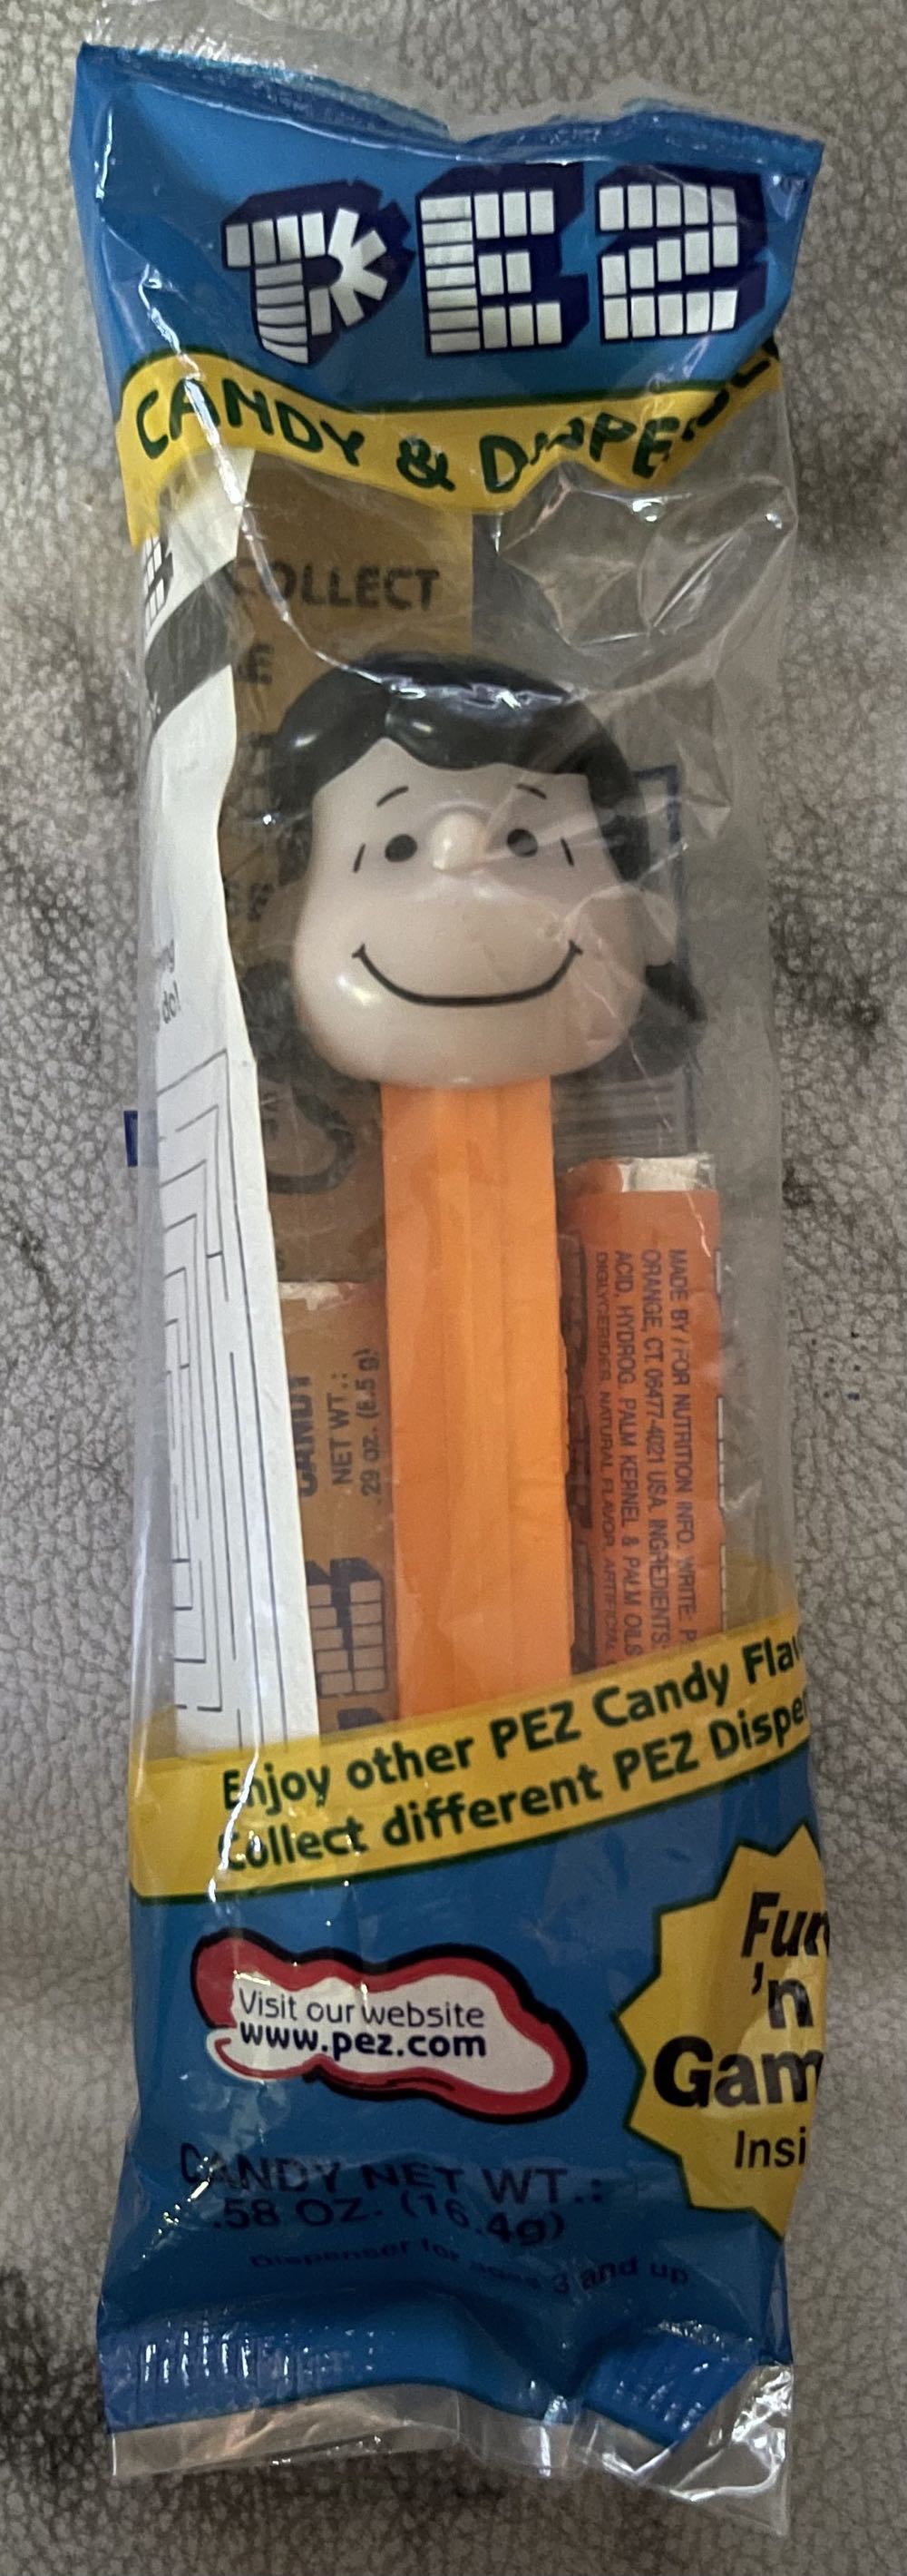 PEZ
CANDY & DISPE
COLLECT
do!
CANDY
NET WT.:
.29 oz. (8.5 g)
MADE BY / FOR NUTRITION INFO. WRITE: P
ORANGE, CT. 06477-4021 USA. INGREDIENTS:
ACID, HYDROG. PALM KERNEL & PALM OILS
DIGLYCERIDES, NATURAL FLAVOR, ARTIFICIAL
Enjoy other PEZ Candy Fla
Collect different PEZ Dispe
Visit our website
www.pez.com
Fun
'n
Gam
Insi
CANDY NET WT.:
.58 OZ. (16.4g)
Dispenser for ages 3 and up